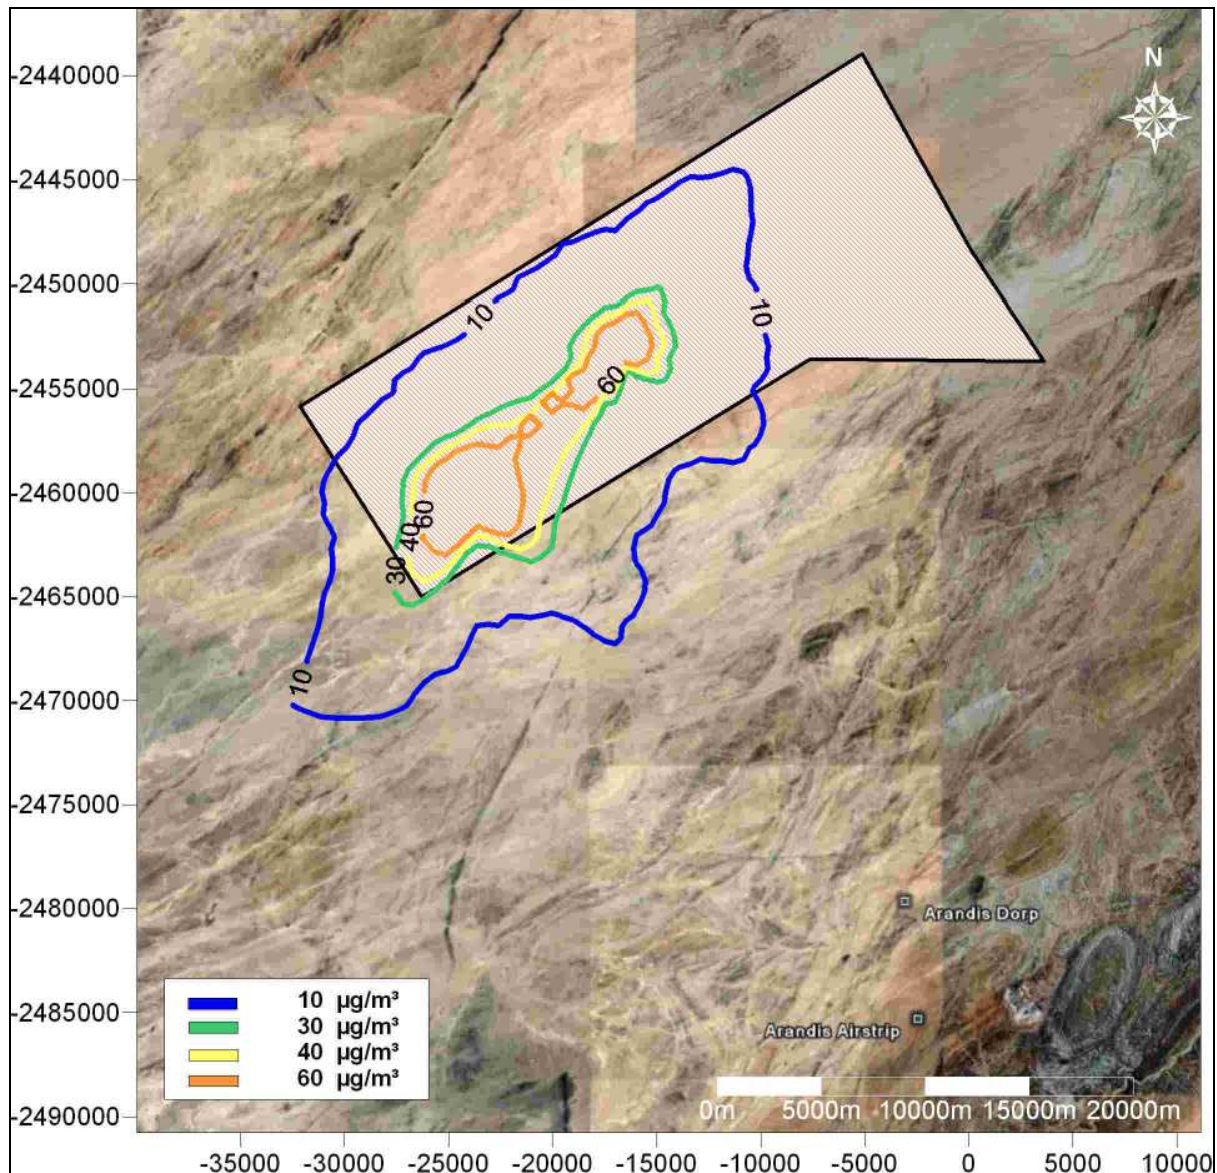 N
-2440000
-2445000
-2450000
-2455000
-2460000
-2465000
-2470000
-2475000
-2480000
-2485000
-2490000
10
10
60
60
40
30
10
Arandis Dorp
Arandis Airstrip
10 µg/m³
30 µg/m³
40 µg/m³
60 µg/m³
0m 5000m 10000m 15000m 20000m
-35000 -30000 -25000 -20000 -15000 -10000 -5000 0 5000 10000